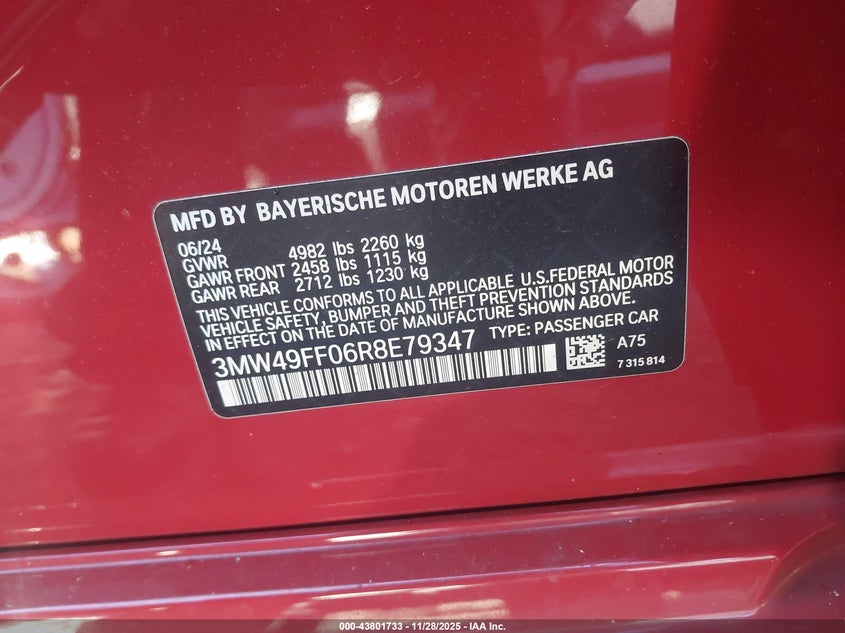 MFD BY BAYERISCHE MOTOREN WERKE AG
06/24
GVWR 4982 lbs 2260 kg
GAWR FRONT 2458 lbs 1115 kg
GAWR REAR 2712 lbs 1230 kg
THIS VEHICLE CONFORMS TO ALL APPLICABLE U.S.FEDERAL MOTOR
VEHICLE SAFETY, BUMPER AND THEFT PREVENTION STANDARDS
IN EFFECT ON THE DATE OF MANUFACTURE SHOWN ABOVE.
3MW49FF06R8E79347 TYPE: PASSENGER CAR
A75
7 315 814
000-43801733 - 11/28/2025 - IAA Inc.